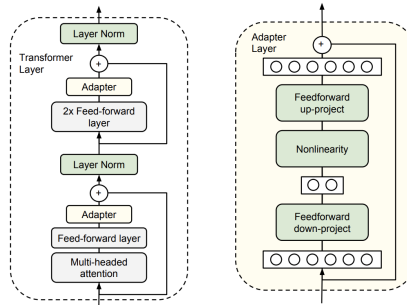 Layer Norm
Transformer
Layer
+
Adapter
2x Feed-forward
layer
Layer Norm
+
Adapter
Feed-forward layer
Multi-headed
attention
Adapter
Layer
+
Feedforward
up-project
Nonlinearity
Feedforward
down-project